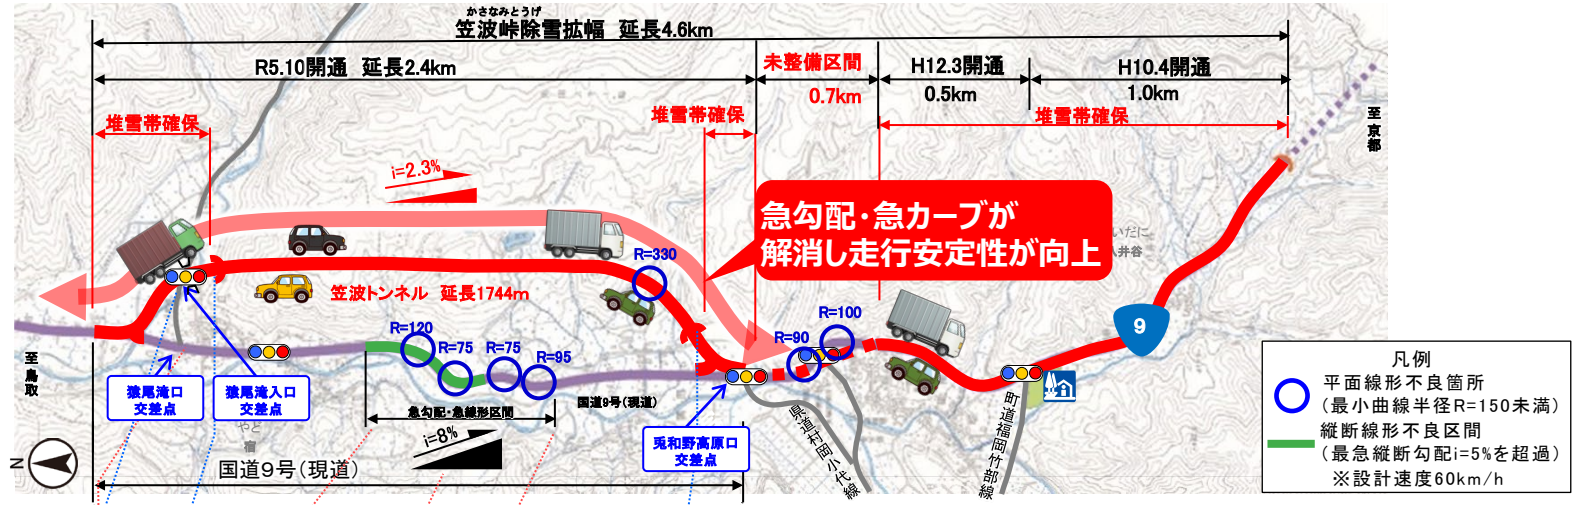 かさなみとうげ
笠波峠除雪拡幅 延長4.6km
R5.10開通 延長2.4km
未整備区間
0.7km
H12.3開通
0.5km
H10.4開通
1.0km
堆雪帯確保
堆雪帯確保
堆雪帯確保
至京都
i=2.3%
急勾配・急カーブが
解消し走行安定性が向上
いだに
井谷
R=330
笠波トンネル 延長1744m
R=120
R=75
R=75
R=95
R=90
R=100
9
至鳥取
猿尾滝口
交差点
猿尾滝入口
交差点
やど
宿
急勾配・急線形区間
i=8%
国道9号(現道)
兎和野高原口
交差点
県道村岡小代線
町道福岡竹部線
N
国道9号(現道)
凡例
平面線形不良箇所
(最小曲線半径R=150未満)
縦断線形不良区間
(最急縦断勾配i=5%を超過)
※設計速度60km/h